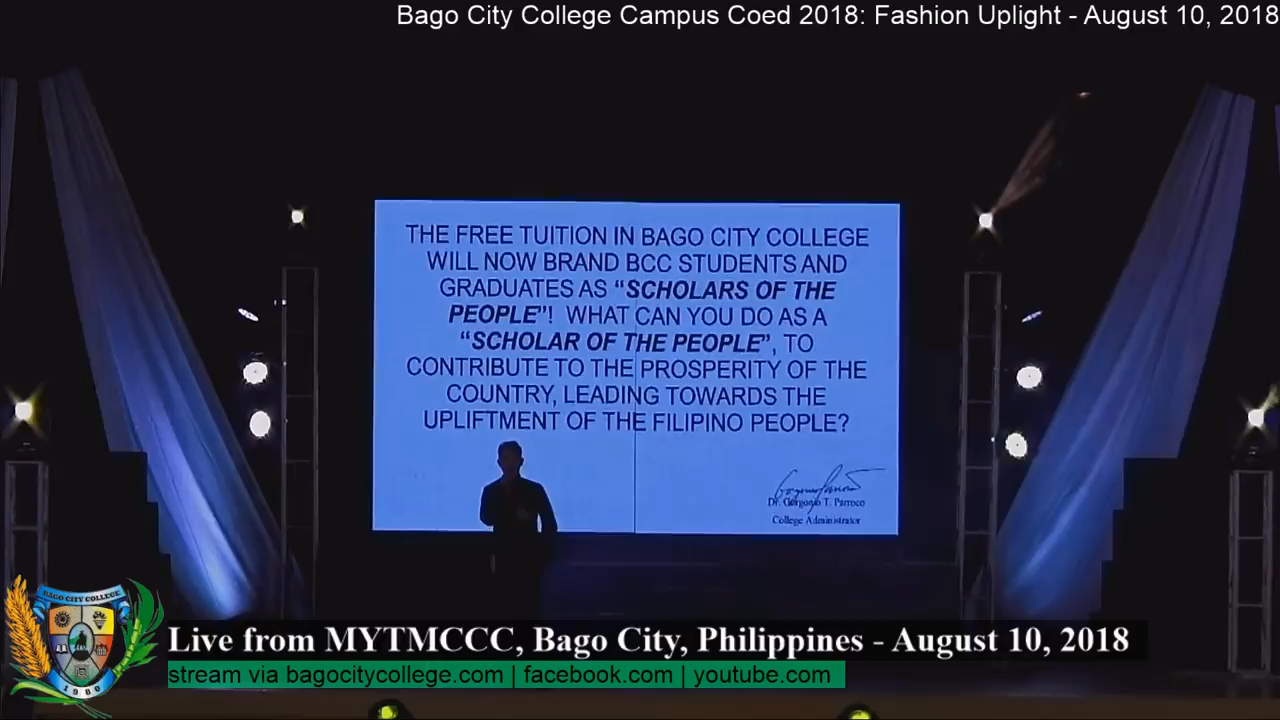 Bago City College Campus Coed 2018: Fashion Uplight - August 10, 2018
THE FREE TUITION IN BAGO CITY COLLEGE
WILL NOW BRAND BCC STUDENTS AND
GRADUATES AS “SCHOLARS OF THE
PEOPLE”! WHAT CAN YOU DO AS A
“SCHOLAR OF THE PEOPLE”, TO
CONTRIBUTE TO THE PROSPERITY OF THE
COUNTRY, LEADING TOWARDS THE
UPLIFTMENT OF THE FILIPINO PEOPLE?
Dr. Gorgonio T. Parroco
College Administrator
BAGO CITY COLLEGE
1980
Live from MYTMCCC, Bago City, Philippines - August 10, 2018
stream via bagocitycollege.com | facebook.com | youtube.com